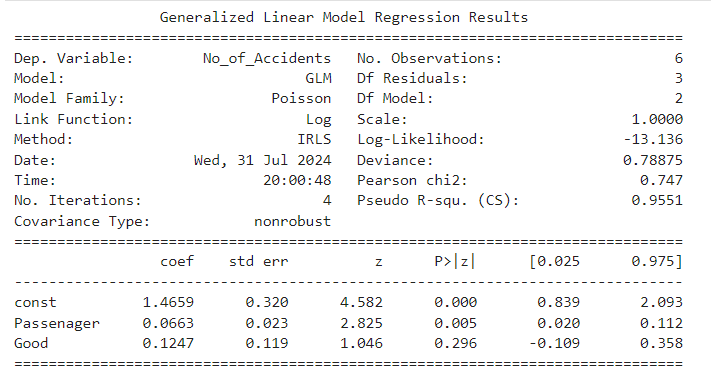 Generalized Linear Model Regression Results
==============================================================================
Dep. Variable: No_of_Accidents No. Observations: 6
Model: GLM Df Residuals: 3
Model Family: Poisson Df Model: 2
Link Function: Log Scale: 1.0000
Method: IRLS Log-Likelihood: -13.136
Date: Wed, 31 Jul 2024 Deviance: 0.78875
Time: 20:00:48 Pearson chi2: 0.747
No. Iterations: 4 Pseudo R-squ. (CS): 0.9551
Covariance Type: nonrobust
==============================================================================
coef std err z P>|z| [0.025 0.975]
------------------------------------------------------------------------------
const 1.4659 0.320 4.582 0.000 0.839 2.093
Passenager 0.0663 0.023 2.825 0.005 0.020 0.112
Good 0.1247 0.119 1.046 0.296 -0.109 0.358
==============================================================================